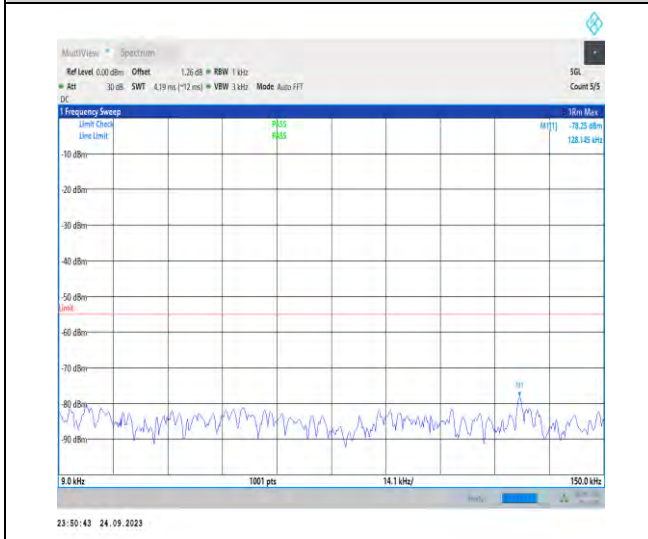 MultiView Spectrum
Ref Level 0.00 dBm Offset 1.26 dB RBW 1 kHz SGL
Att 30 dB SWT 4.19 ms (~12 ms) VBW 3 kHz Mode Auto FFT Count 5/5
DC
1 Frequency Sweep 1Rm Max
Limit Check PASS M1[1] -78.25 dBm
Line Limit PASS 128.145 kHz
-10 dBm
-20 dBm
-30 dBm
-40 dBm
-50 dBm
Limit
-60 dBm
-70 dBm
M1
-80 dBm
-90 dBm
9.0 kHz 1001 pts 14.1 kHz/ 150.0 kHz
Ready
23:50:43 24.09.2023